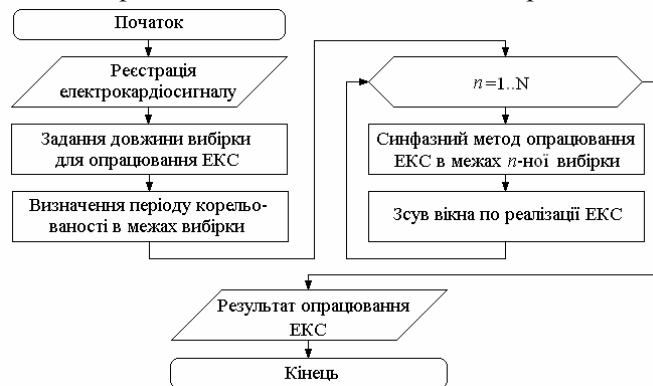 Початок
Реєстрація
електрокардіосигналу
Задання довжини вибірки
для опрацювання ЕКС
Визначення періоду корельо-
ваності в межах вибірки
n=1..N
Синфазний метод опрацювання
ЕКС в межах n-ної вибірки
Зсув вікна по реалізації ЕКС
Результат опрацювання
ЕКС
Кінець